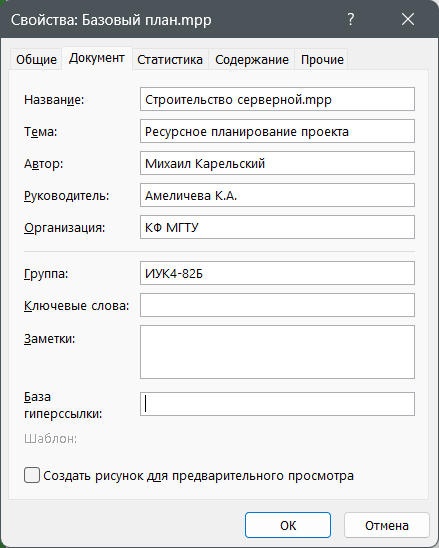 Свойства: Базовый план.mpp ? ×
Общие Документ Статистика Содержание Прочие
Название: Строительство серверной.mpp
Тема: Ресурсное планирование проекта
Автор: Михаил Карельский
Руководитель: Амеличева К.А.
Организация: КФ МГТУ
Группа: ИУК4-82Б
Ключевые слова:
Заметки:
База
гиперссылки:
Шаблон:
Создать рисунок для предварительного просмотра
ОК Отмена